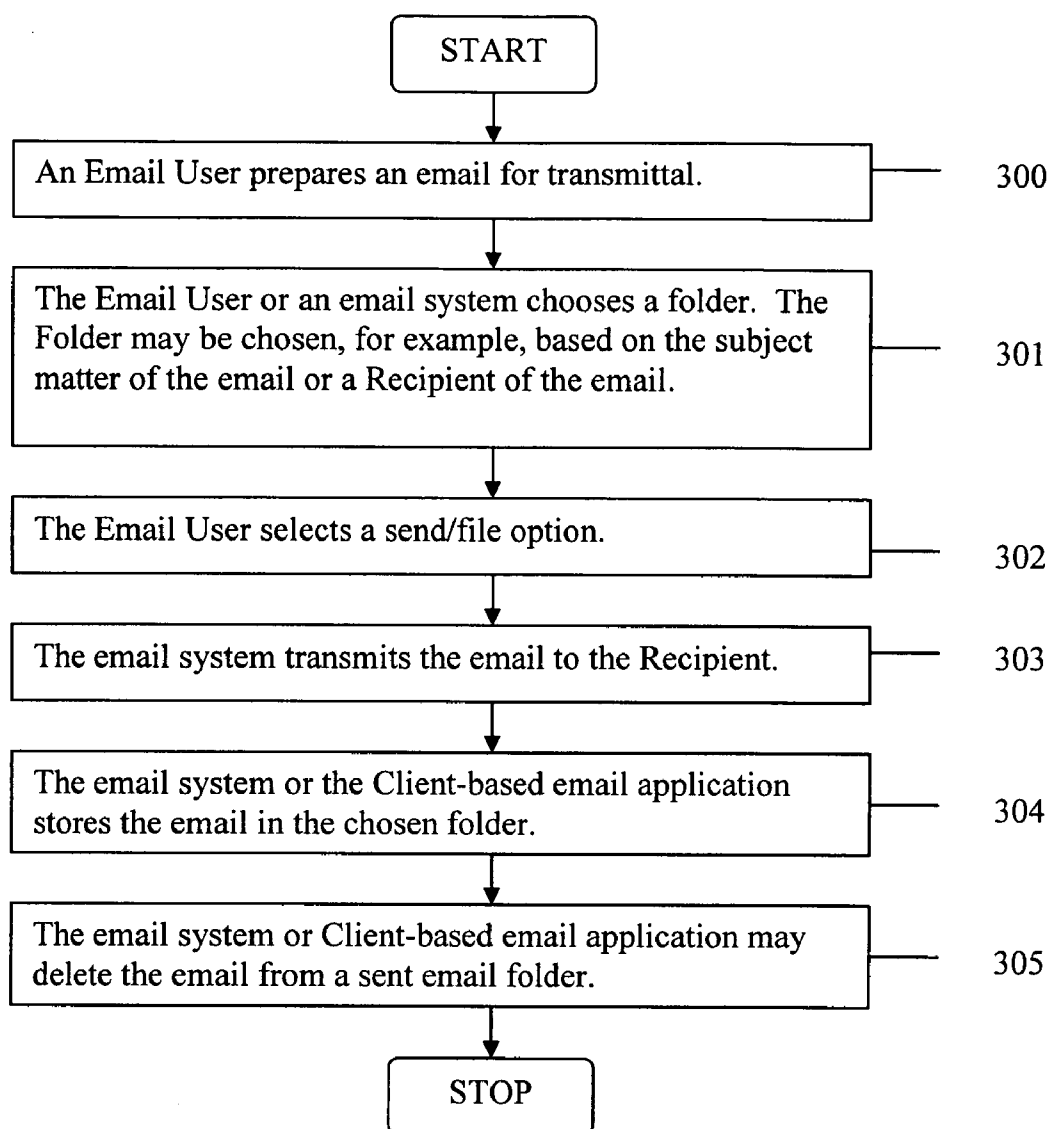 START
An Email User prepares an email for transmittal.
300
The Email User or an email system chooses a folder.  The
Folder may be chosen, for example, based on the subject
matter of the email or a Recipient of the email.
301
The Email User selects a send/file option.
302
The email system transmits the email to the Recipient.
303
The email system or the Client-based email application
stores the email in the chosen folder.
304
The email system or Client-based email application may
delete the email from a sent email folder.
305
STOP